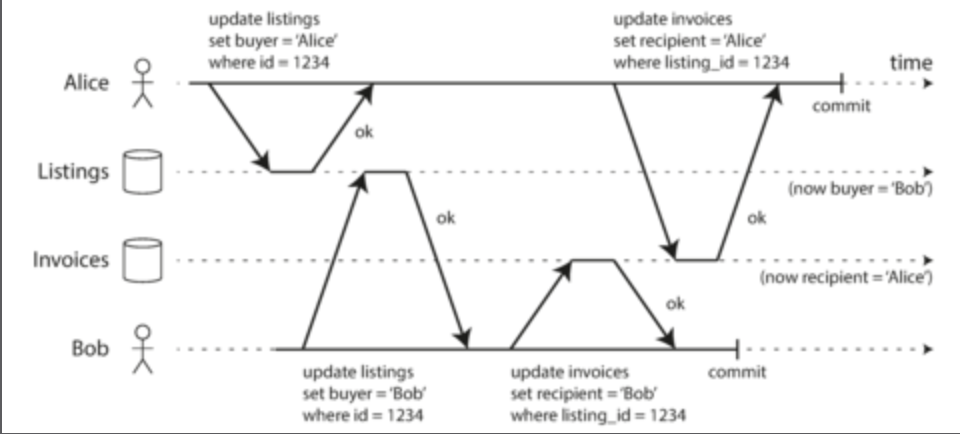 update listings
set buyer = 'Alice'
where id = 1234
update invoices
set recipient = 'Alice'
where listing_id = 1234
time
Alice
commit
ok
Listings
(now buyer = 'Bob')
ok
ok
Invoices
(now recipient = 'Alice')
ok
Bob
update listings
set buyer = 'Bob'
where id = 1234
update invoices
set recipient = 'Bob'
where listing_id = 1234
commit